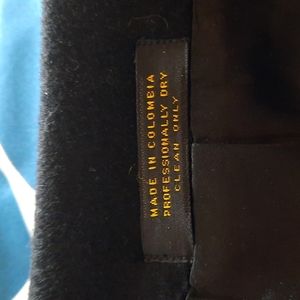 MADE IN COLOMBIA
PROFESSIONALLY DRY
CLEAN ONLY